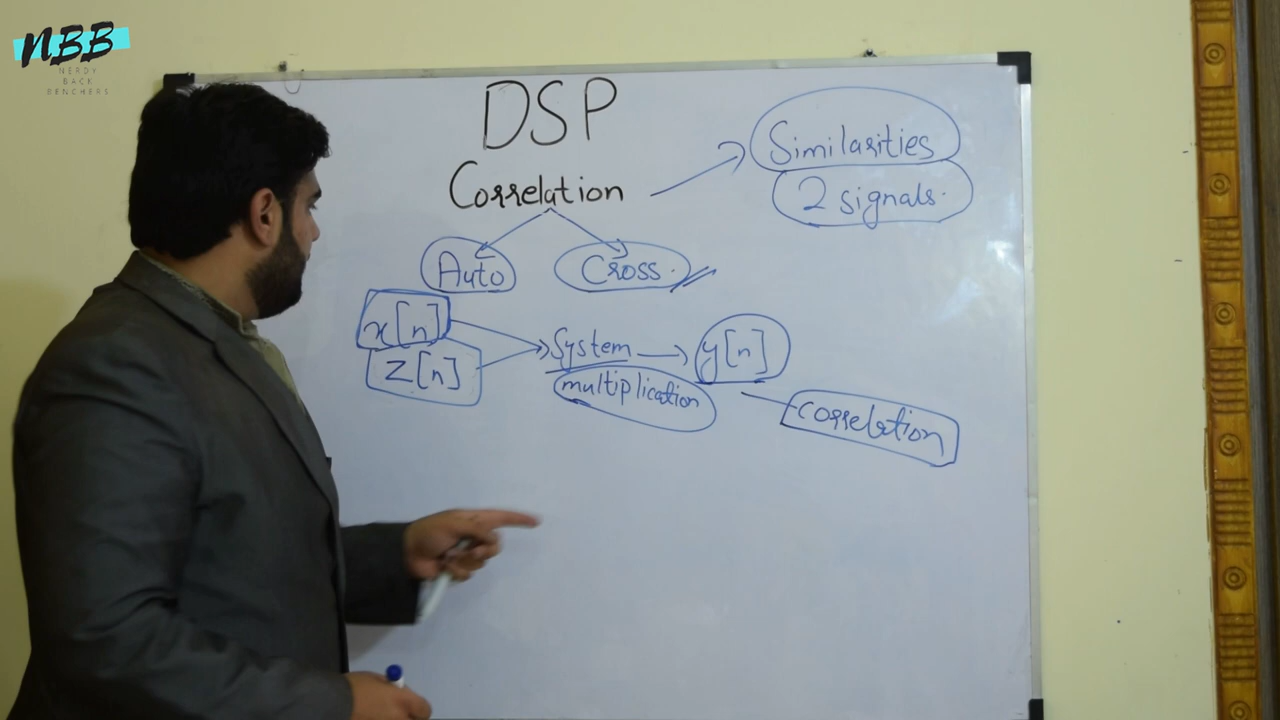 NBB
NERDY
BACK
BENCHERS
DSP
Correlation
Similarities
2 signals.
Auto
Cross.
x[n]
z[n]
System
multiplication
y[n]
correlation